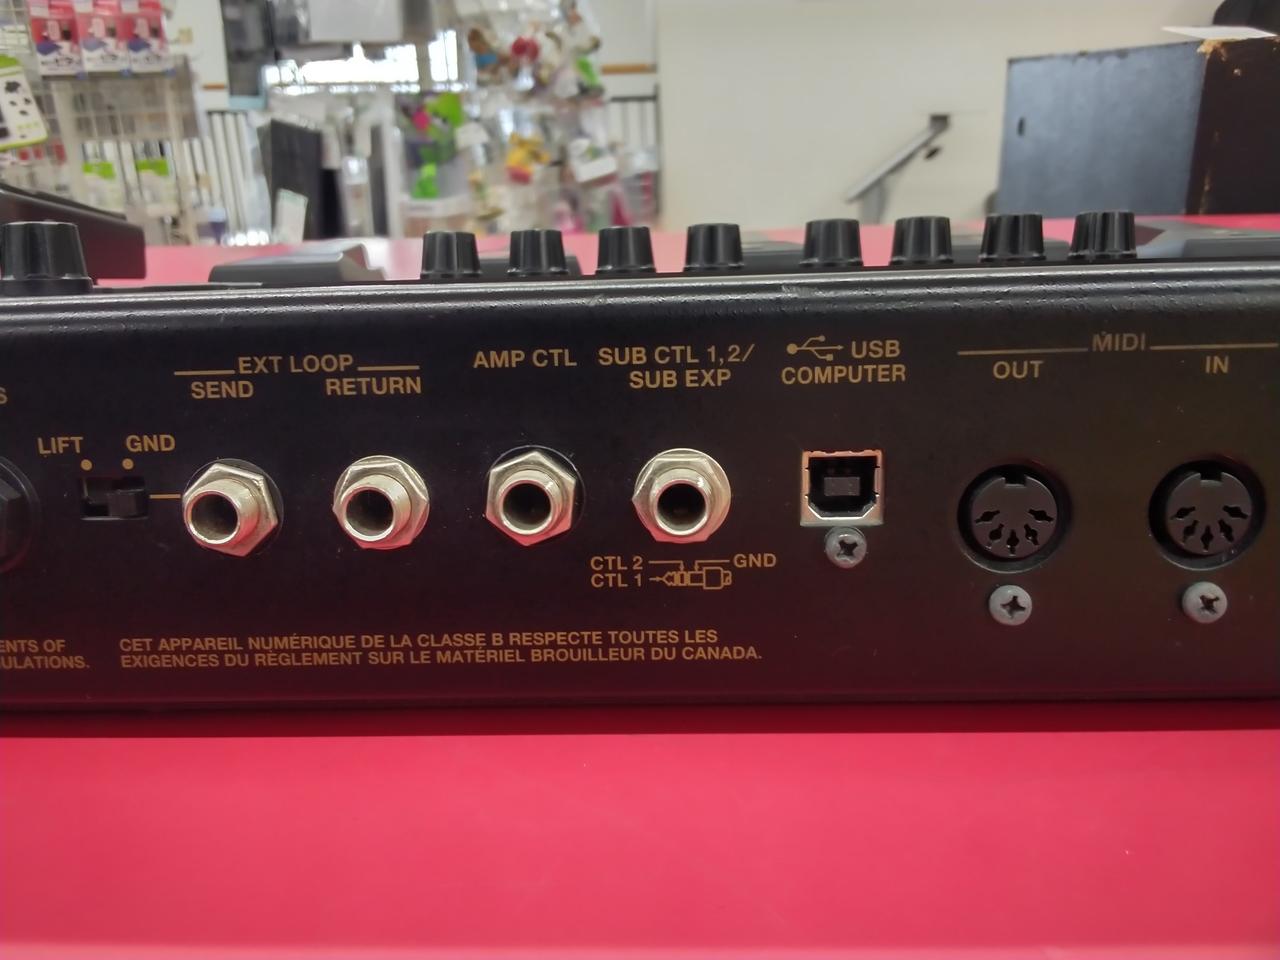 EXT LOOP
SEND RETURN
AMP CTL
SUB CTL 1,2/
SUB EXP
USB
COMPUTER
MIDI
OUT IN
S
LIFT GND
CTL 2 GND
CTL 1
ENTS OF
ULATIONS.
CET APPAREIL NUMÉRIQUE DE LA CLASSE B RESPECTE TOUTES LES
EXIGENCES DU RÈGLEMENT SUR LE MATÉRIEL BROUILLEUR DU CANADA.